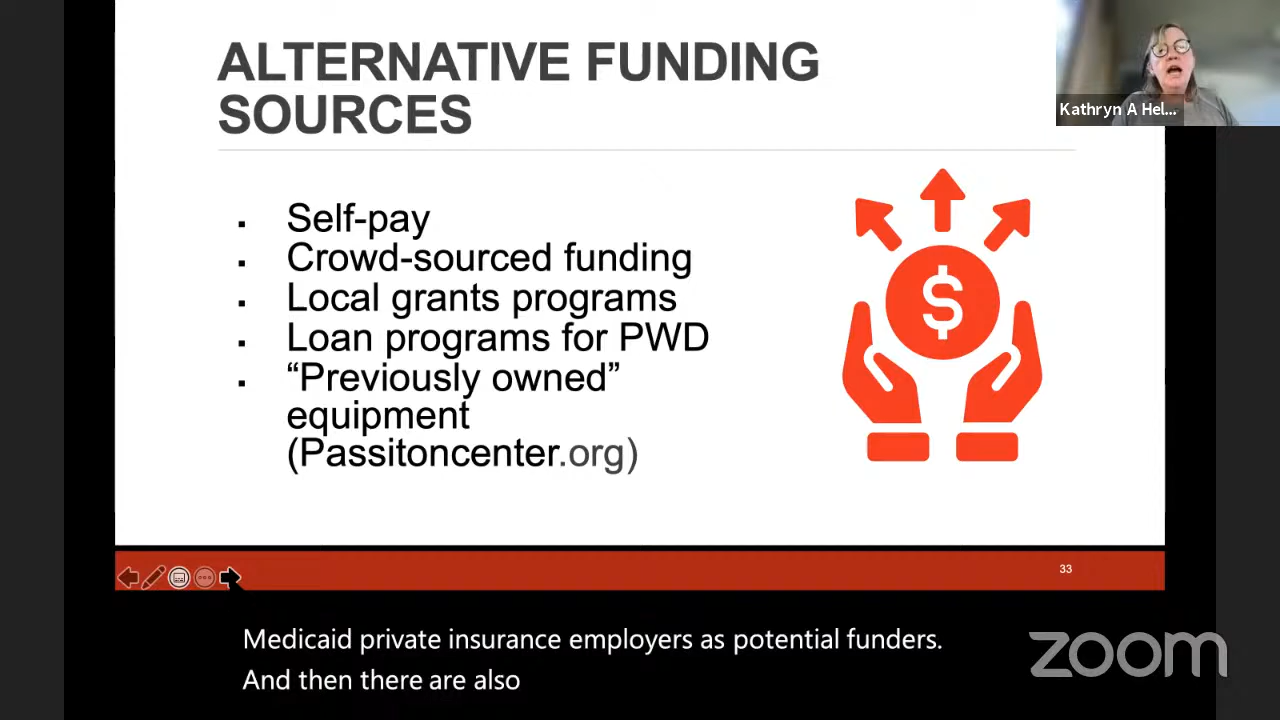 ALTERNATIVE FUNDING
SOURCES
Kathryn A Hel...
▪ Self-pay
▪ Crowd-sourced funding
▪ Local grants programs
▪ Loan programs for PWD
▪ “Previously owned”
equipment
(Passitoncenter.org)
$
33
Medicaid private insurance employers as potential funders.
And then there are also
zoom